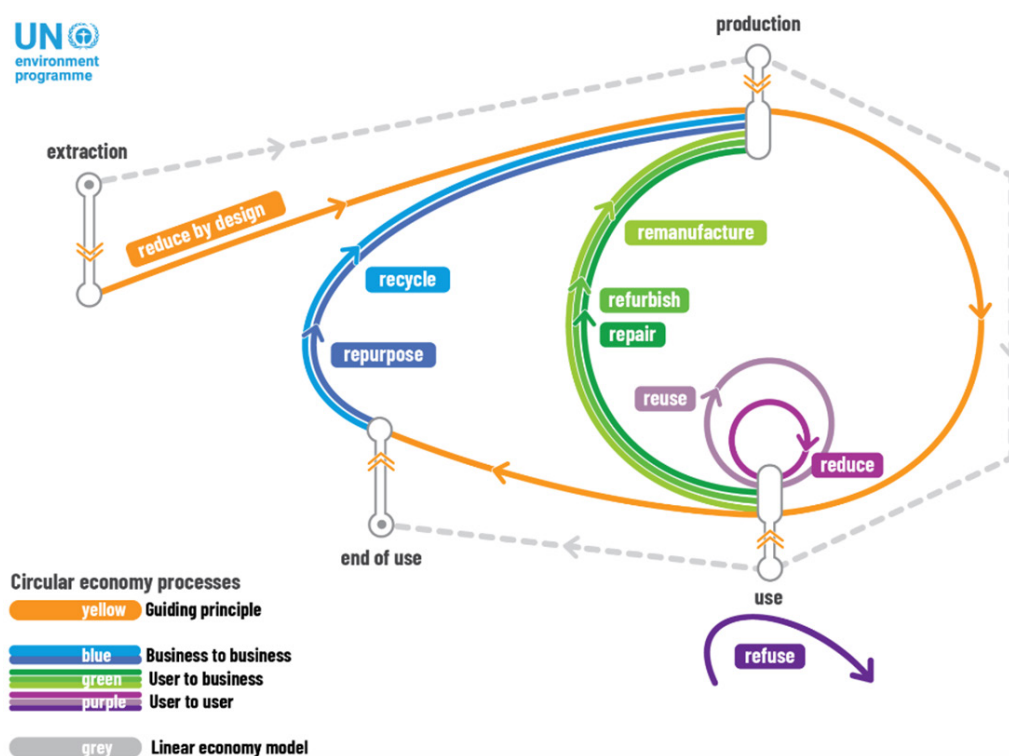 UN
environment
programme
production
extraction
reduce by design
remanufacture
recycle
refurbish
repair
repurpose
reuse
reduce
end of use
use
refuse
Circular economy processes
yellow Guiding principle
blue Business to business
green User to business
purple User to user
grey Linear economy model